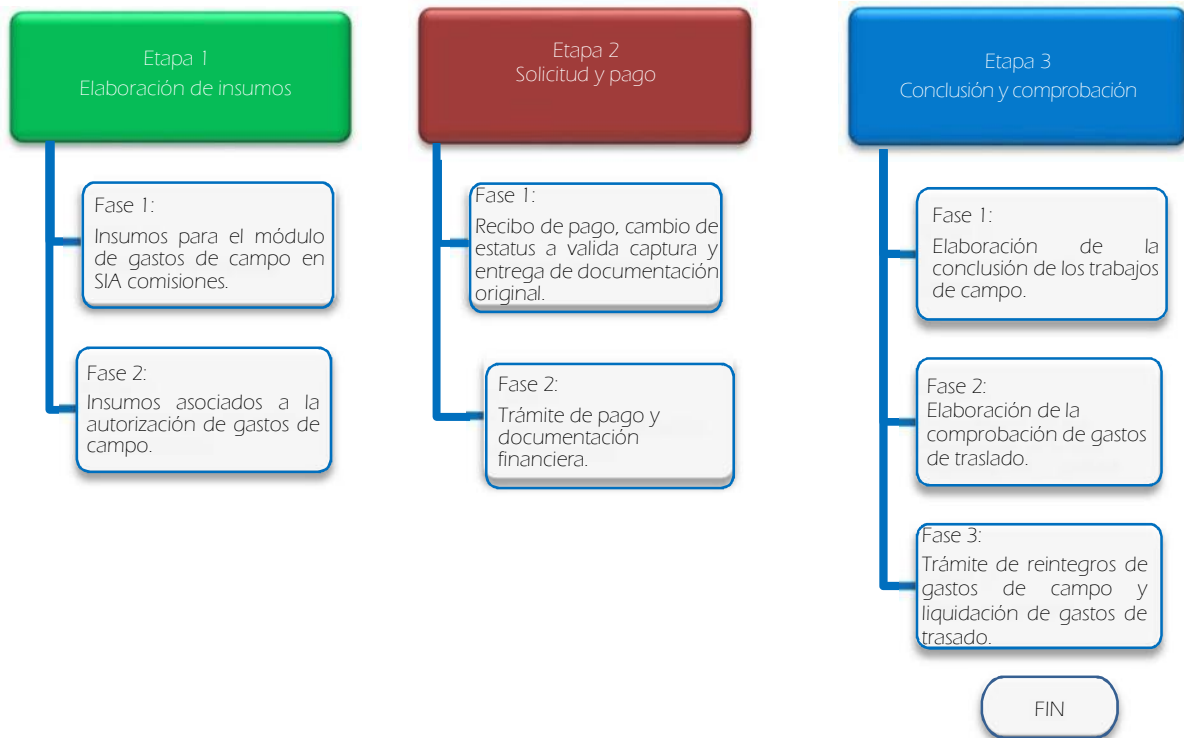 Etapa 1
Elaboración de insumos
Fase 1:
Insumos para el módulo
de gastos de campo en
SIA comisiones.
Fase 2:
Insumos asociados a la
autorización de gastos de
campo.
Etapa 2
Solicitud y pago
Fase 1:
Recibo de pago, cambio de
estatus a valida captura y
entrega de documentación
original.
Fase 2:
Trámite de pago y
documentación
financiera.
Etapa 3
Conclusión y comprobación
Fase 1:
Elaboración de la
conclusión de los trabajos
de campo.
Fase 2:
Elaboración de la
comprobación de gastos
de traslado.
Fase 3:
Trámite de reintegros de
gastos de campo y
liquidación de gastos de
trasado.
FIN